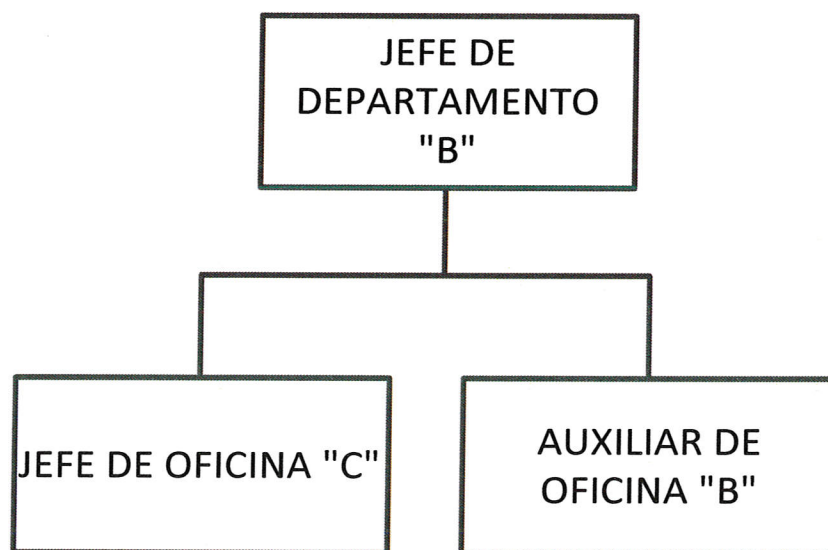 JEFE DE
DEPARTAMENTO
"B"
JEFE DE OFICINA "C"
AUXILIAR DE
OFICINA "B"